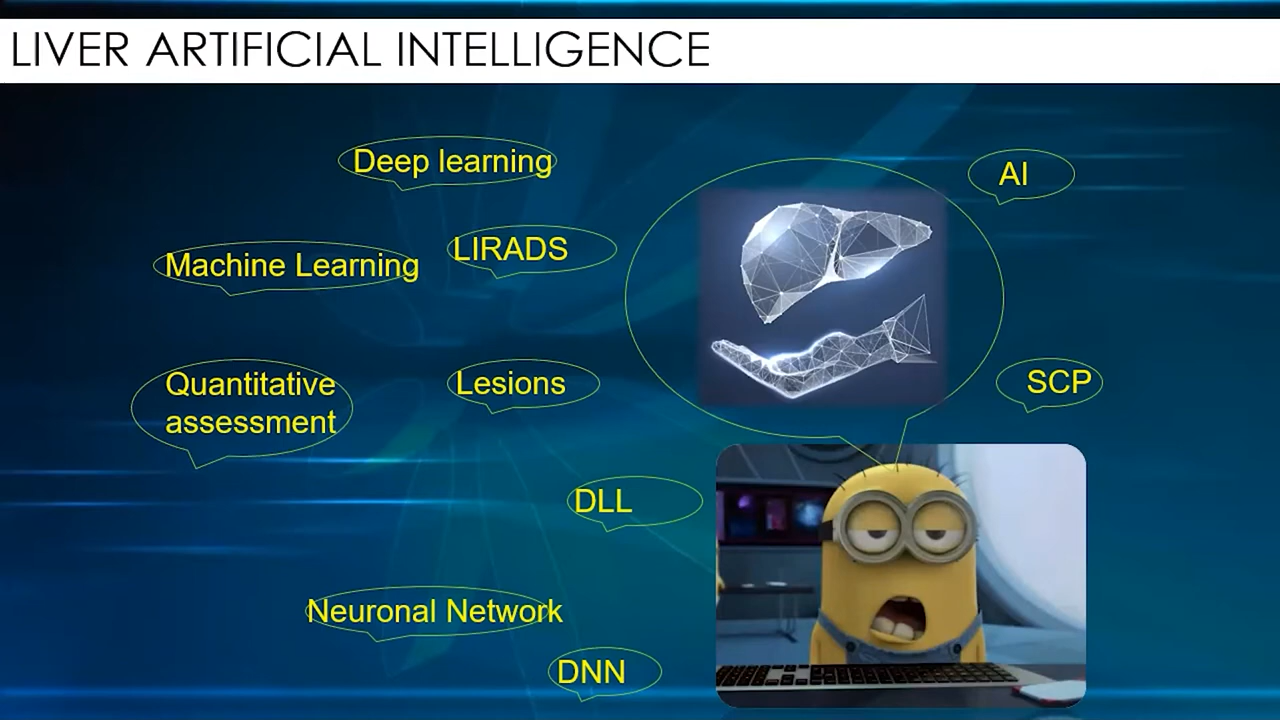 LIVER ARTIFICIAL INTELLIGENCE
Deep learning
AI
LIRADS
Machine Learning
Quantitative
assessment
Lesions
SCP
DLL
Neuronal Network
DNN